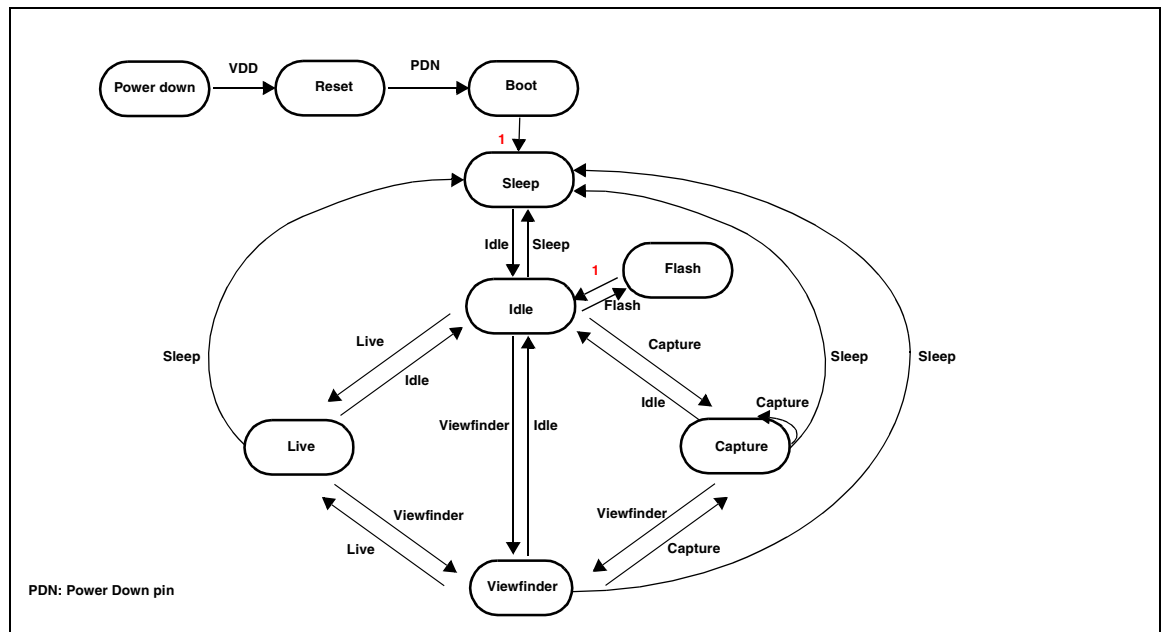 VDD
PDN
Power down
Reset
Boot
1
Sleep
Idle
Sleep
1
Flash
Flash
Idle
Live
Capture
Sleep
Sleep
Sleep
Idle
Idle
Capture
Viewfinder
Idle
Live
Capture
Viewfinder
Viewfinder
Live
Capture
Viewfinder
PDN: Power Down pin